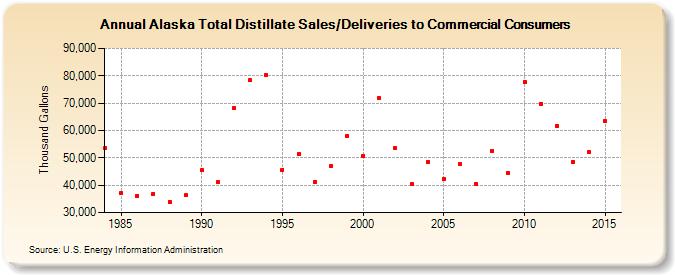 Annual Alaska Total Distillate Sales/Deliveries to Commercial Consumers
Thousand Gallons
90,000
80,000
70,000
60,000
50,000
40,000
30,000
1985 1990 1995 2000 2005 2010 2015
Source: U.S. Energy Information Administration